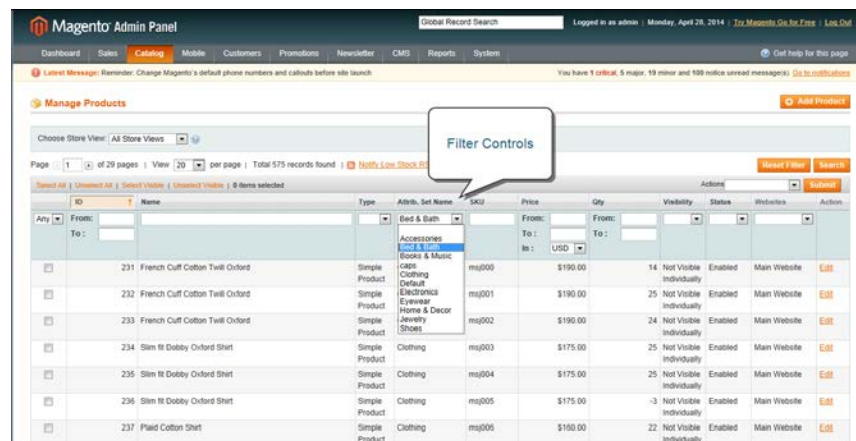 Magento Admin Panel
Global Record Search
Logged in as admin | Monday, April 28, 2014 | Try Magento Go for Free | Log Out
Dashboard Sales Catalog Mobile Customers Promotions Newsletter CMS Reports System
Get help for this page
Latest Message: Reminder: Change Magento's default phone numbers and callouts before site launch
You have 1 critical, 5 major, 19 minor and 100 notice unread message(s). Go to notifications
Manage Products
Add Product
Choose Store View: All Store Views
Filter Controls
Page 1 of 29 pages | View 20 per page | Total 575 records found | Notify Low Stock RSS
Reset Filter Search
Select All | Unselect All | Select Visible | Unselect Visible | 0 items selected
Actions Submit
ID Name Type Attrib. Set Name SKU Price Qty Visibility Status Websites Action
Any From: Bed & Bath From: From:
To : To : To :
In : USD
Accessories
Bed & Bath
Books & Music
caps
Clothing
Default
Electronics
Eyewear
Home & Decor
Jewelry
Shoes
231 French Cuff Cotton Twill Oxford Simple Product msj000 $190.00 14 Not Visible Individually Enabled Main Website Edit
232 French Cuff Cotton Twill Oxford Simple Product msj001 $190.00 25 Not Visible Individually Enabled Main Website Edit
233 French Cuff Cotton Twill Oxford Simple Product msj002 $190.00 24 Not Visible Individually Enabled Main Website Edit
234 Slim fit Dobby Oxford Shirt Simple Product Clothing msj003 $175.00 25 Not Visible Individually Enabled Main Website Edit
235 Slim fit Dobby Oxford Shirt Simple Product Clothing msj004 $175.00 25 Not Visible Individually Enabled Main Website Edit
236 Slim fit Dobby Oxford Shirt Simple Product Clothing msj005 $175.00 -3 Not Visible Individually Enabled Main Website Edit
237 Plaid Cotton Shirt Simple Product Clothing msj006 $160.00 22 Not Visible Individually Enabled Main Website Edit